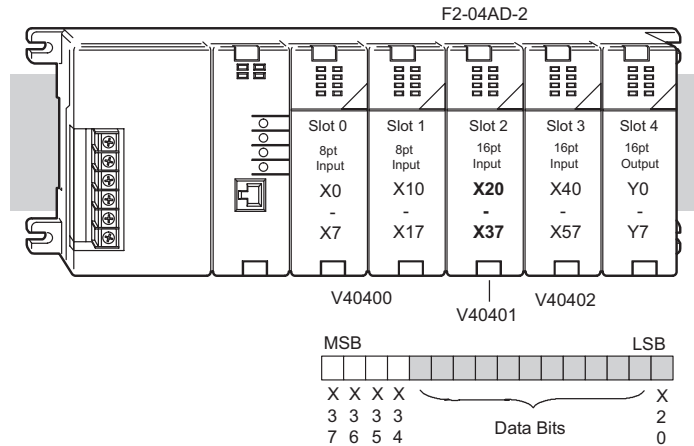 F2-04AD-2
Slot 0 Slot 1 Slot 2 Slot 3 Slot 4
8pt 8pt 16pt 16pt 16pt
Input Input Input Input Output
X0 X10 X20 X40 Y0
- - - - -
X7 X17 X37 X57 Y7
V40400 V40401 V40402
MSB LSB
X X X X X
3 3 3 3 2
7 6 5 4 0
Data Bits